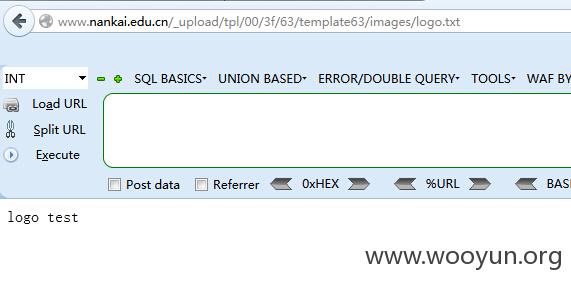 www.nankai.edu.cn/_upload/tpl/00/3f/63/template63/images/logo.txt
INT SQL BASICS UNION BASED ERROR/DOUBLE QUERY TOOLS WAF BY
Load URL
Split URL
Execute
Post data Referrer 0xHEX %URL BAS
logo test
www.wooyun.org